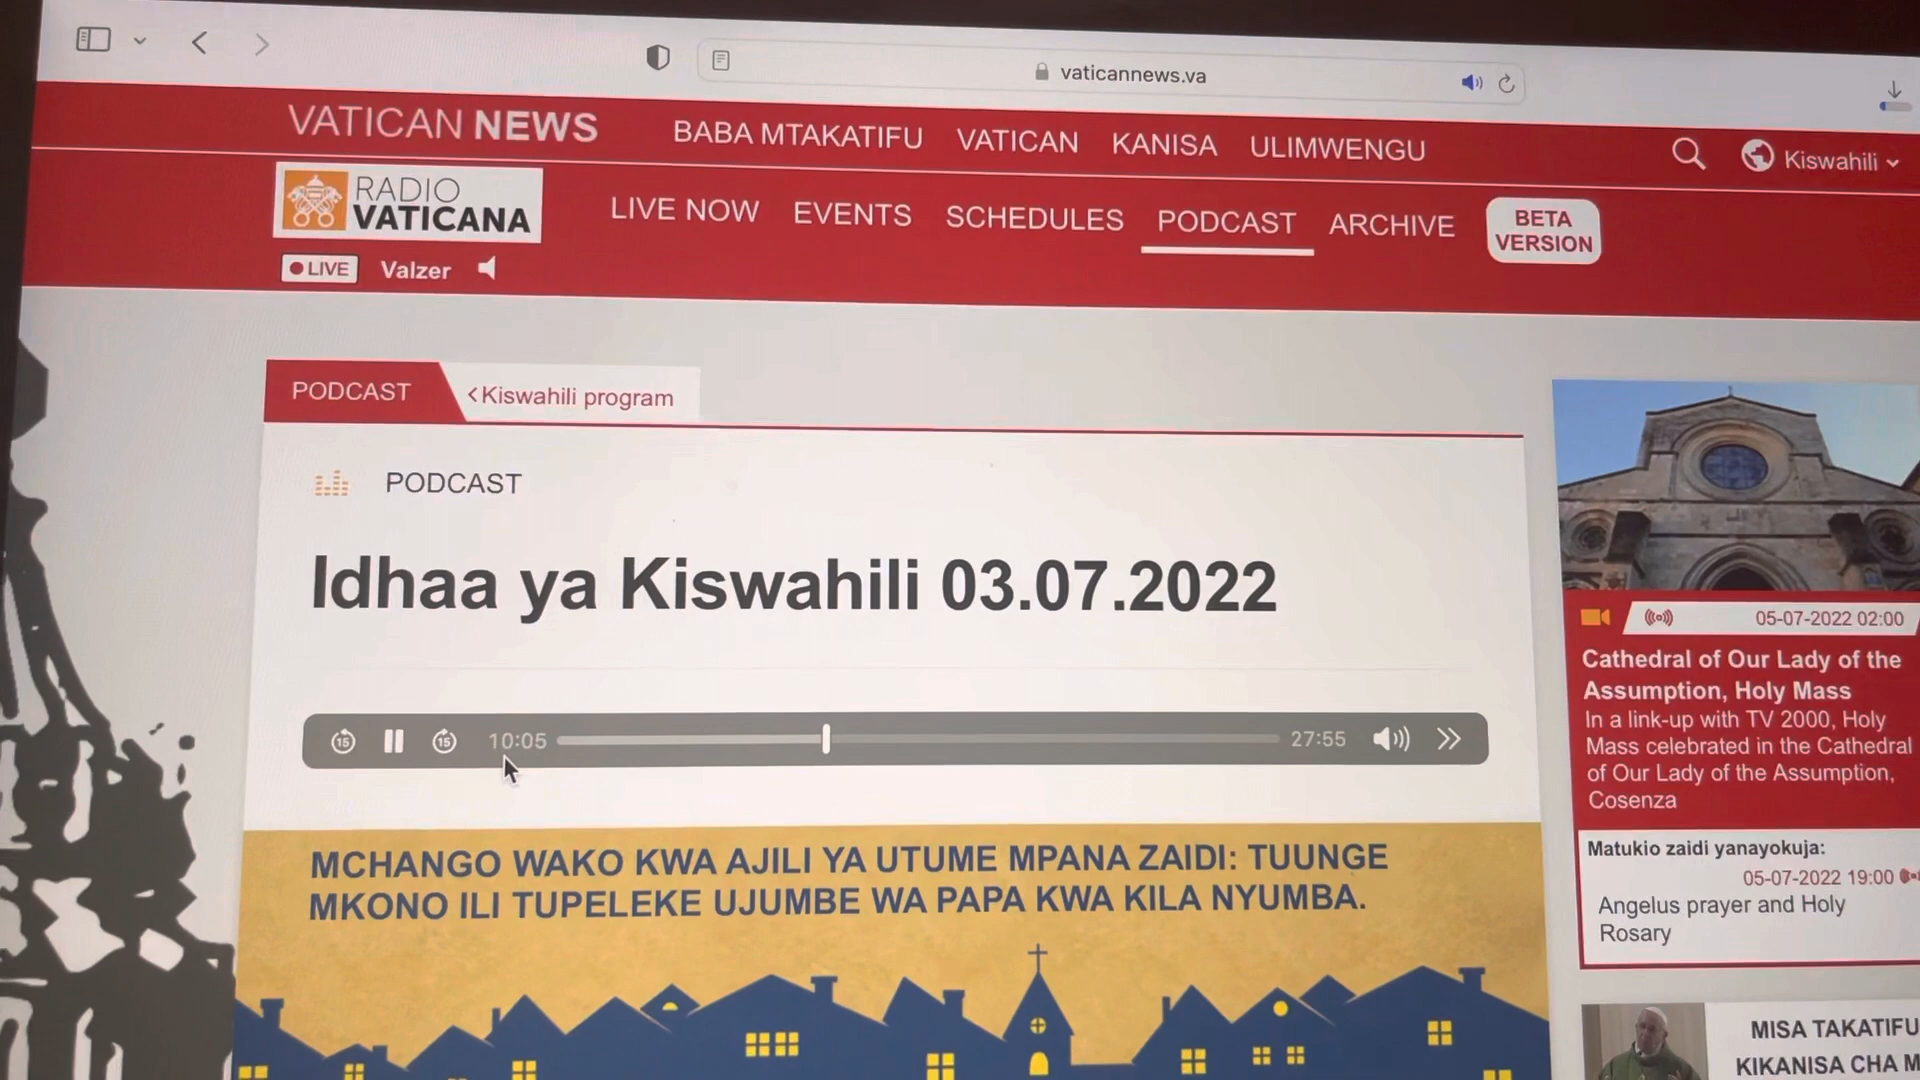 vaticannews.va
VATICAN NEWS
BABA MTAKATIFU VATICAN KANISA ULIMWENGU
Kiswahili
RADIO
VATICANA
LIVE NOW EVENTS SCHEDULES PODCAST ARCHIVE
BETA
VERSION
LIVE Valzer
PODCAST
<Kiswahili program
PODCAST
Idhaa ya Kiswahili 03.07.2022
15
15
10:05
27:55
MCHANGO WAKO KWA AJILI YA UTUME MPANA ZAIDI: TUUNGE
MKONO ILI TUPELEKE UJUMBE WA PAPA KWA KILA NYUMBA.
05-07-2022 02:00
Cathedral of Our Lady of the
Assumption, Holy Mass
In a link-up with TV 2000, Holy
Mass celebrated in the Cathedral
of Our Lady of the Assumption,
Cosenza
Matukio zaidi yanayokuja:
05-07-2022 19:00
Angelus prayer and Holy
Rosary
MISA TAKATIFU
KIKANISA CHA M